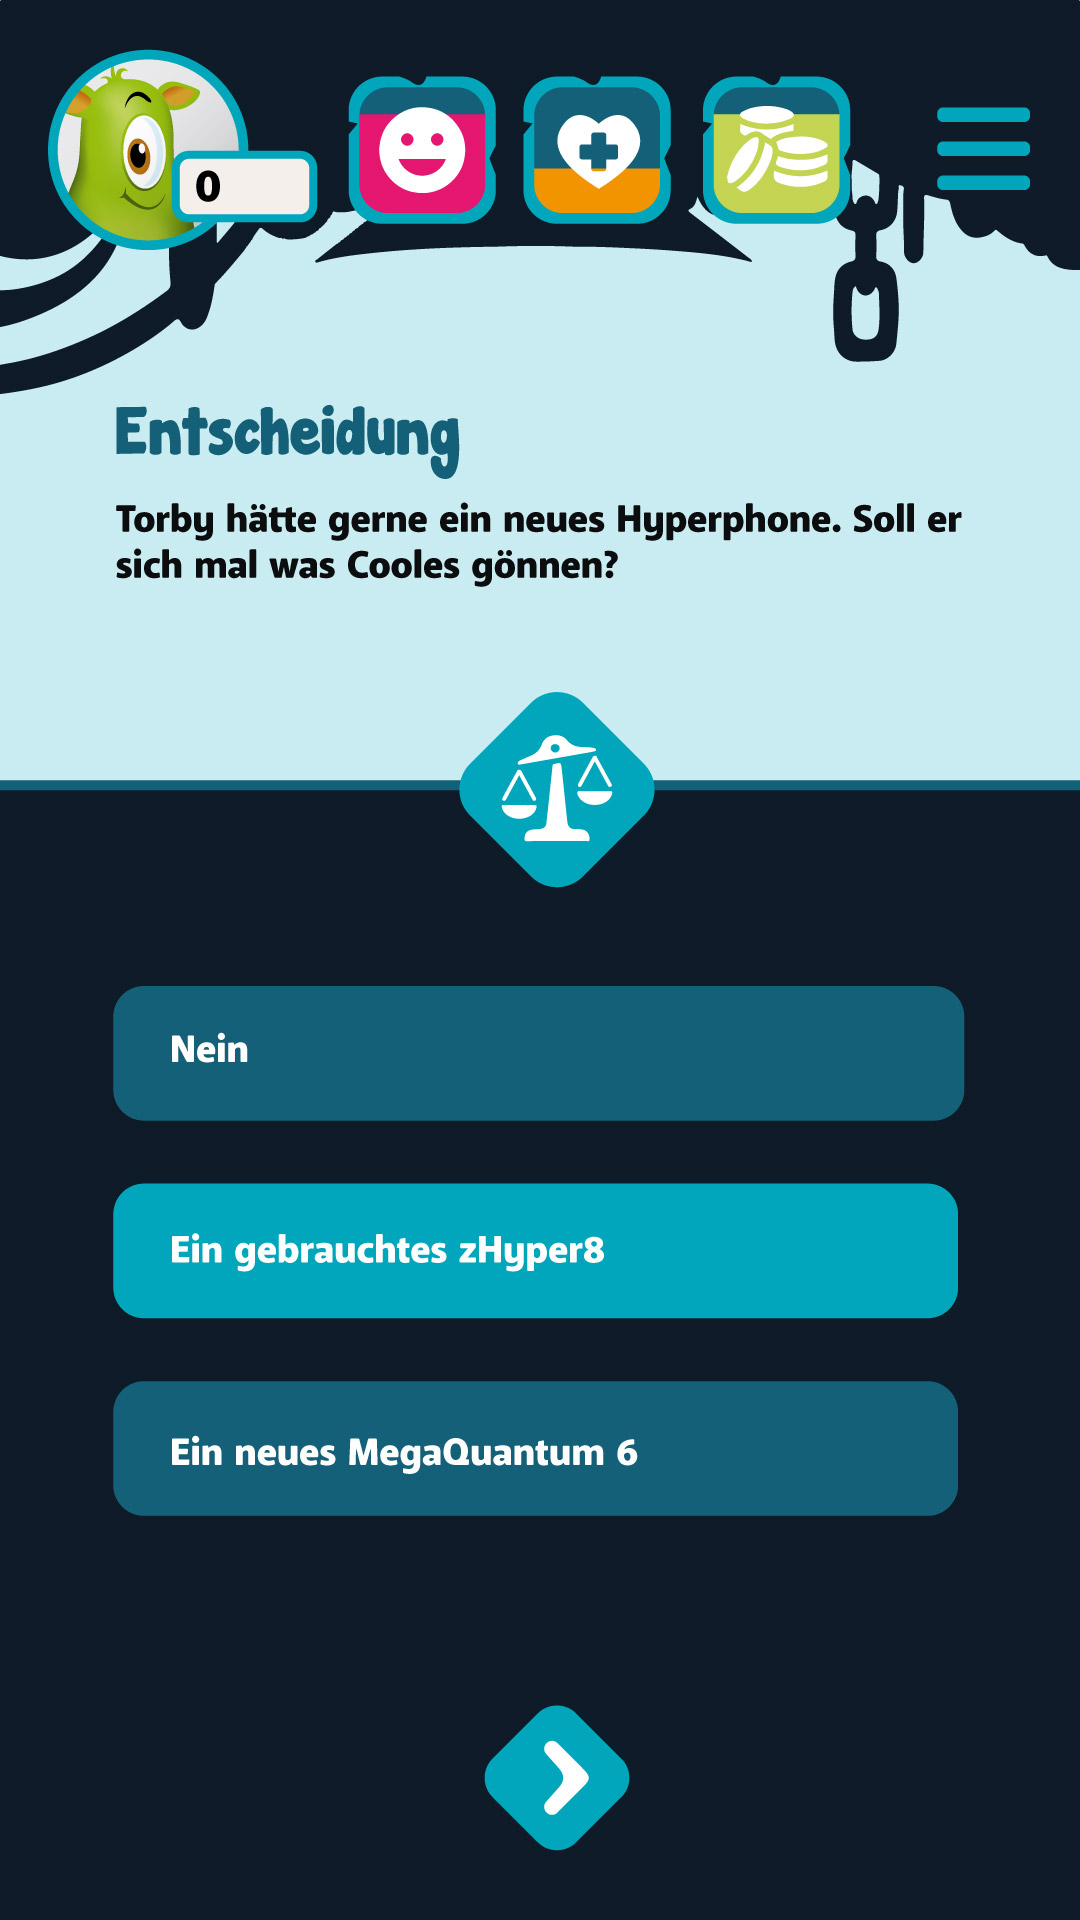 0
Entscheidung
Torby hätte gerne ein neues Hyperphone. Soll er
sich mal was Cooles gönnen?
Nein
Ein gebrauchtes zHyper8
Ein neues MegaQuantum 6